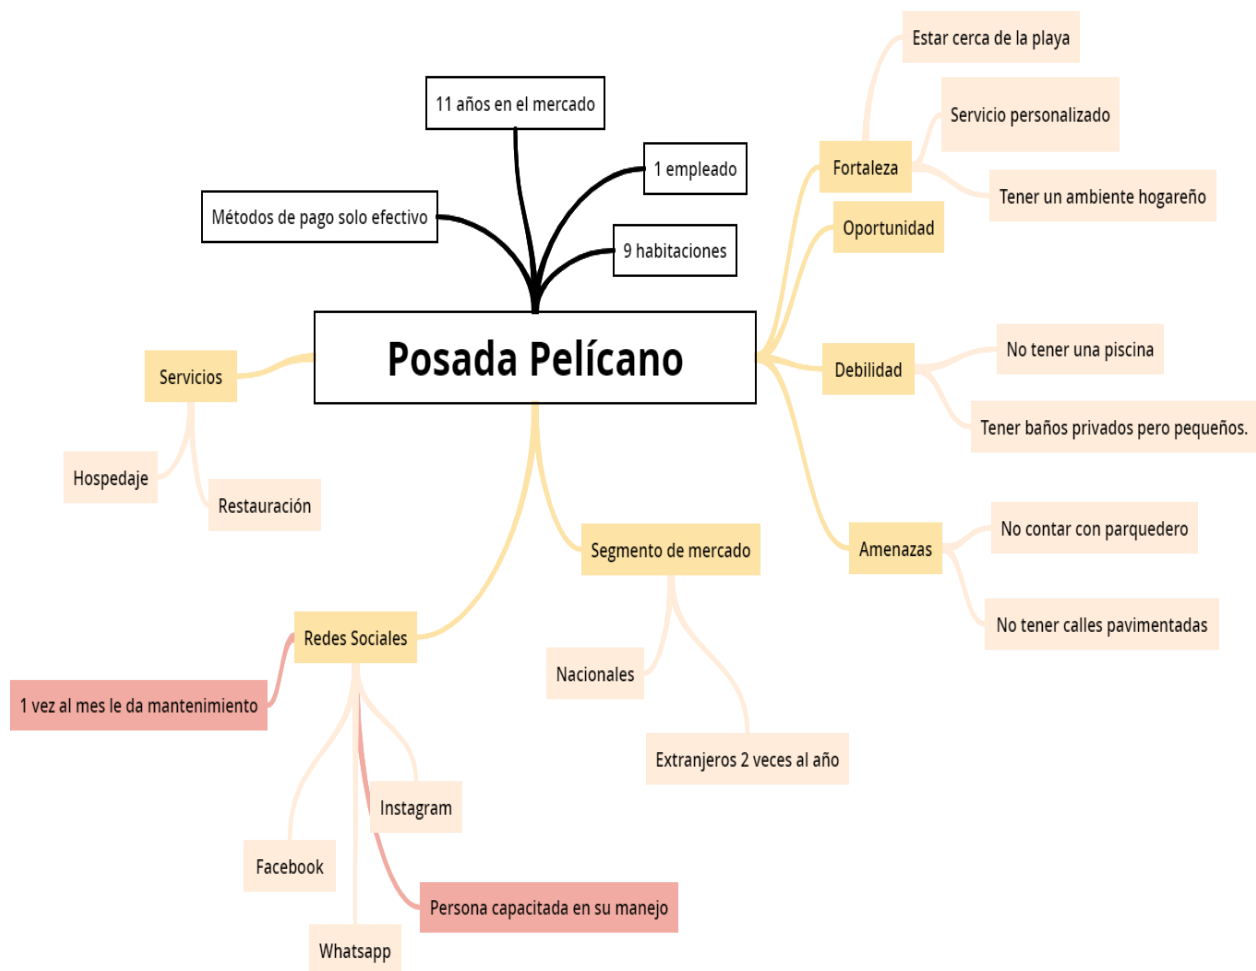 Estar cerca de la playa
11 años en el mercado
Servicio personalizado
1 empleado
Fortaleza
Tener un ambiente hogareño
Métodos de pago solo efectivo
Oportunidad
9 habitaciones
Posada Pelícano
No tener una piscina
Debilidad
Servicios
Tener baños privados pero pequeños.
Hospedaje
Restauración
No contar con parquedero
Segmento de mercado
Amenazas
No tener calles pavimentadas
Redes Sociales
Nacionales
1 vez al mes le da mantenimiento
Extranjeros 2 veces al año
Instagram
Facebook
Persona capacitada en su manejo
Whatsapp